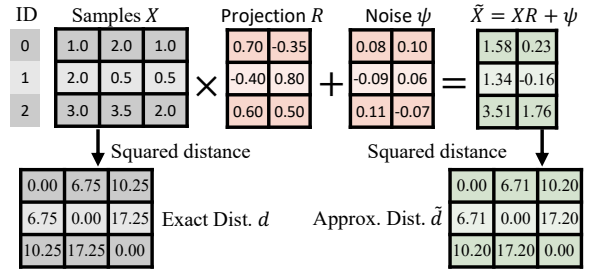 ID Samples X Projection R Noise ψ X̃ = XR + ψ
0 1.0 2.0 1.0 0.70 -0.35 0.08 0.10 1.58 0.23
1 2.0 0.5 0.5 × -0.40 0.80 + -0.09 0.06 = 1.34 -0.16
2 3.0 3.5 2.0 0.60 0.50 0.11 -0.07 3.51 1.76
Squared distance Squared distance
0.00 6.75 10.25 0.00 6.71 10.20
6.75 0.00 17.25 Exact Dist. d Approx. Dist. d̃ 6.71 0.00 17.20
10.25 17.25 0.00 10.20 17.20 0.00